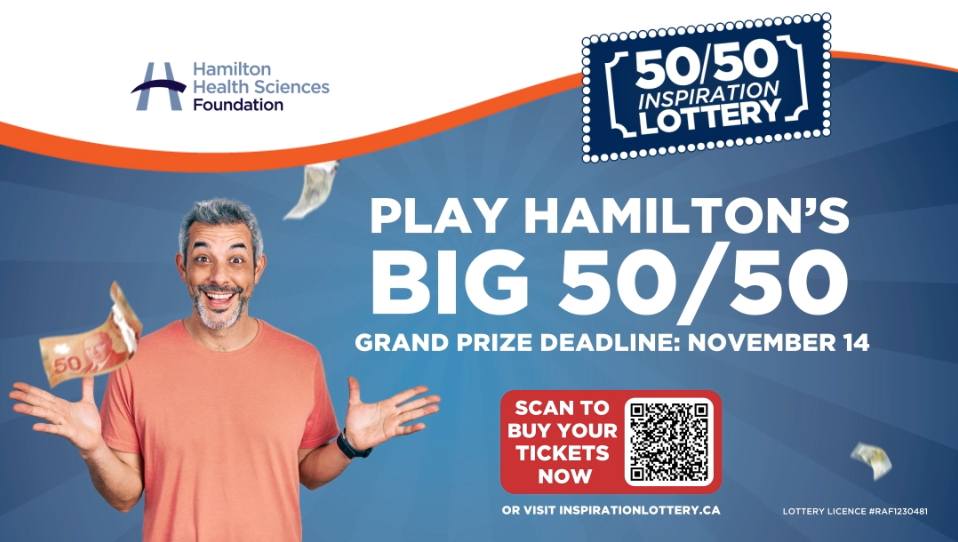 Hamilton
Health Sciences
Foundation
50/50
INSPIRATION
LOTTERY
PLAY HAMILTON'S
BIG 50/50
GRAND PRIZE DEADLINE: NOVEMBER 14
50
SCAN TO
BUY YOUR
TICKETS
NOW
OR VISIT INSPIRATIONLOTTERY.CA
LOTTERY LICENCE #RAF1230481